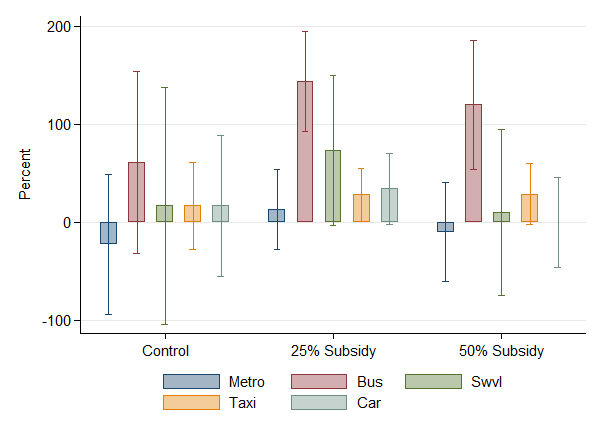 200
100
0
-100
Percent
Control 25% Subsidy 50% Subsidy
Metro Bus Swvl
Taxi Car